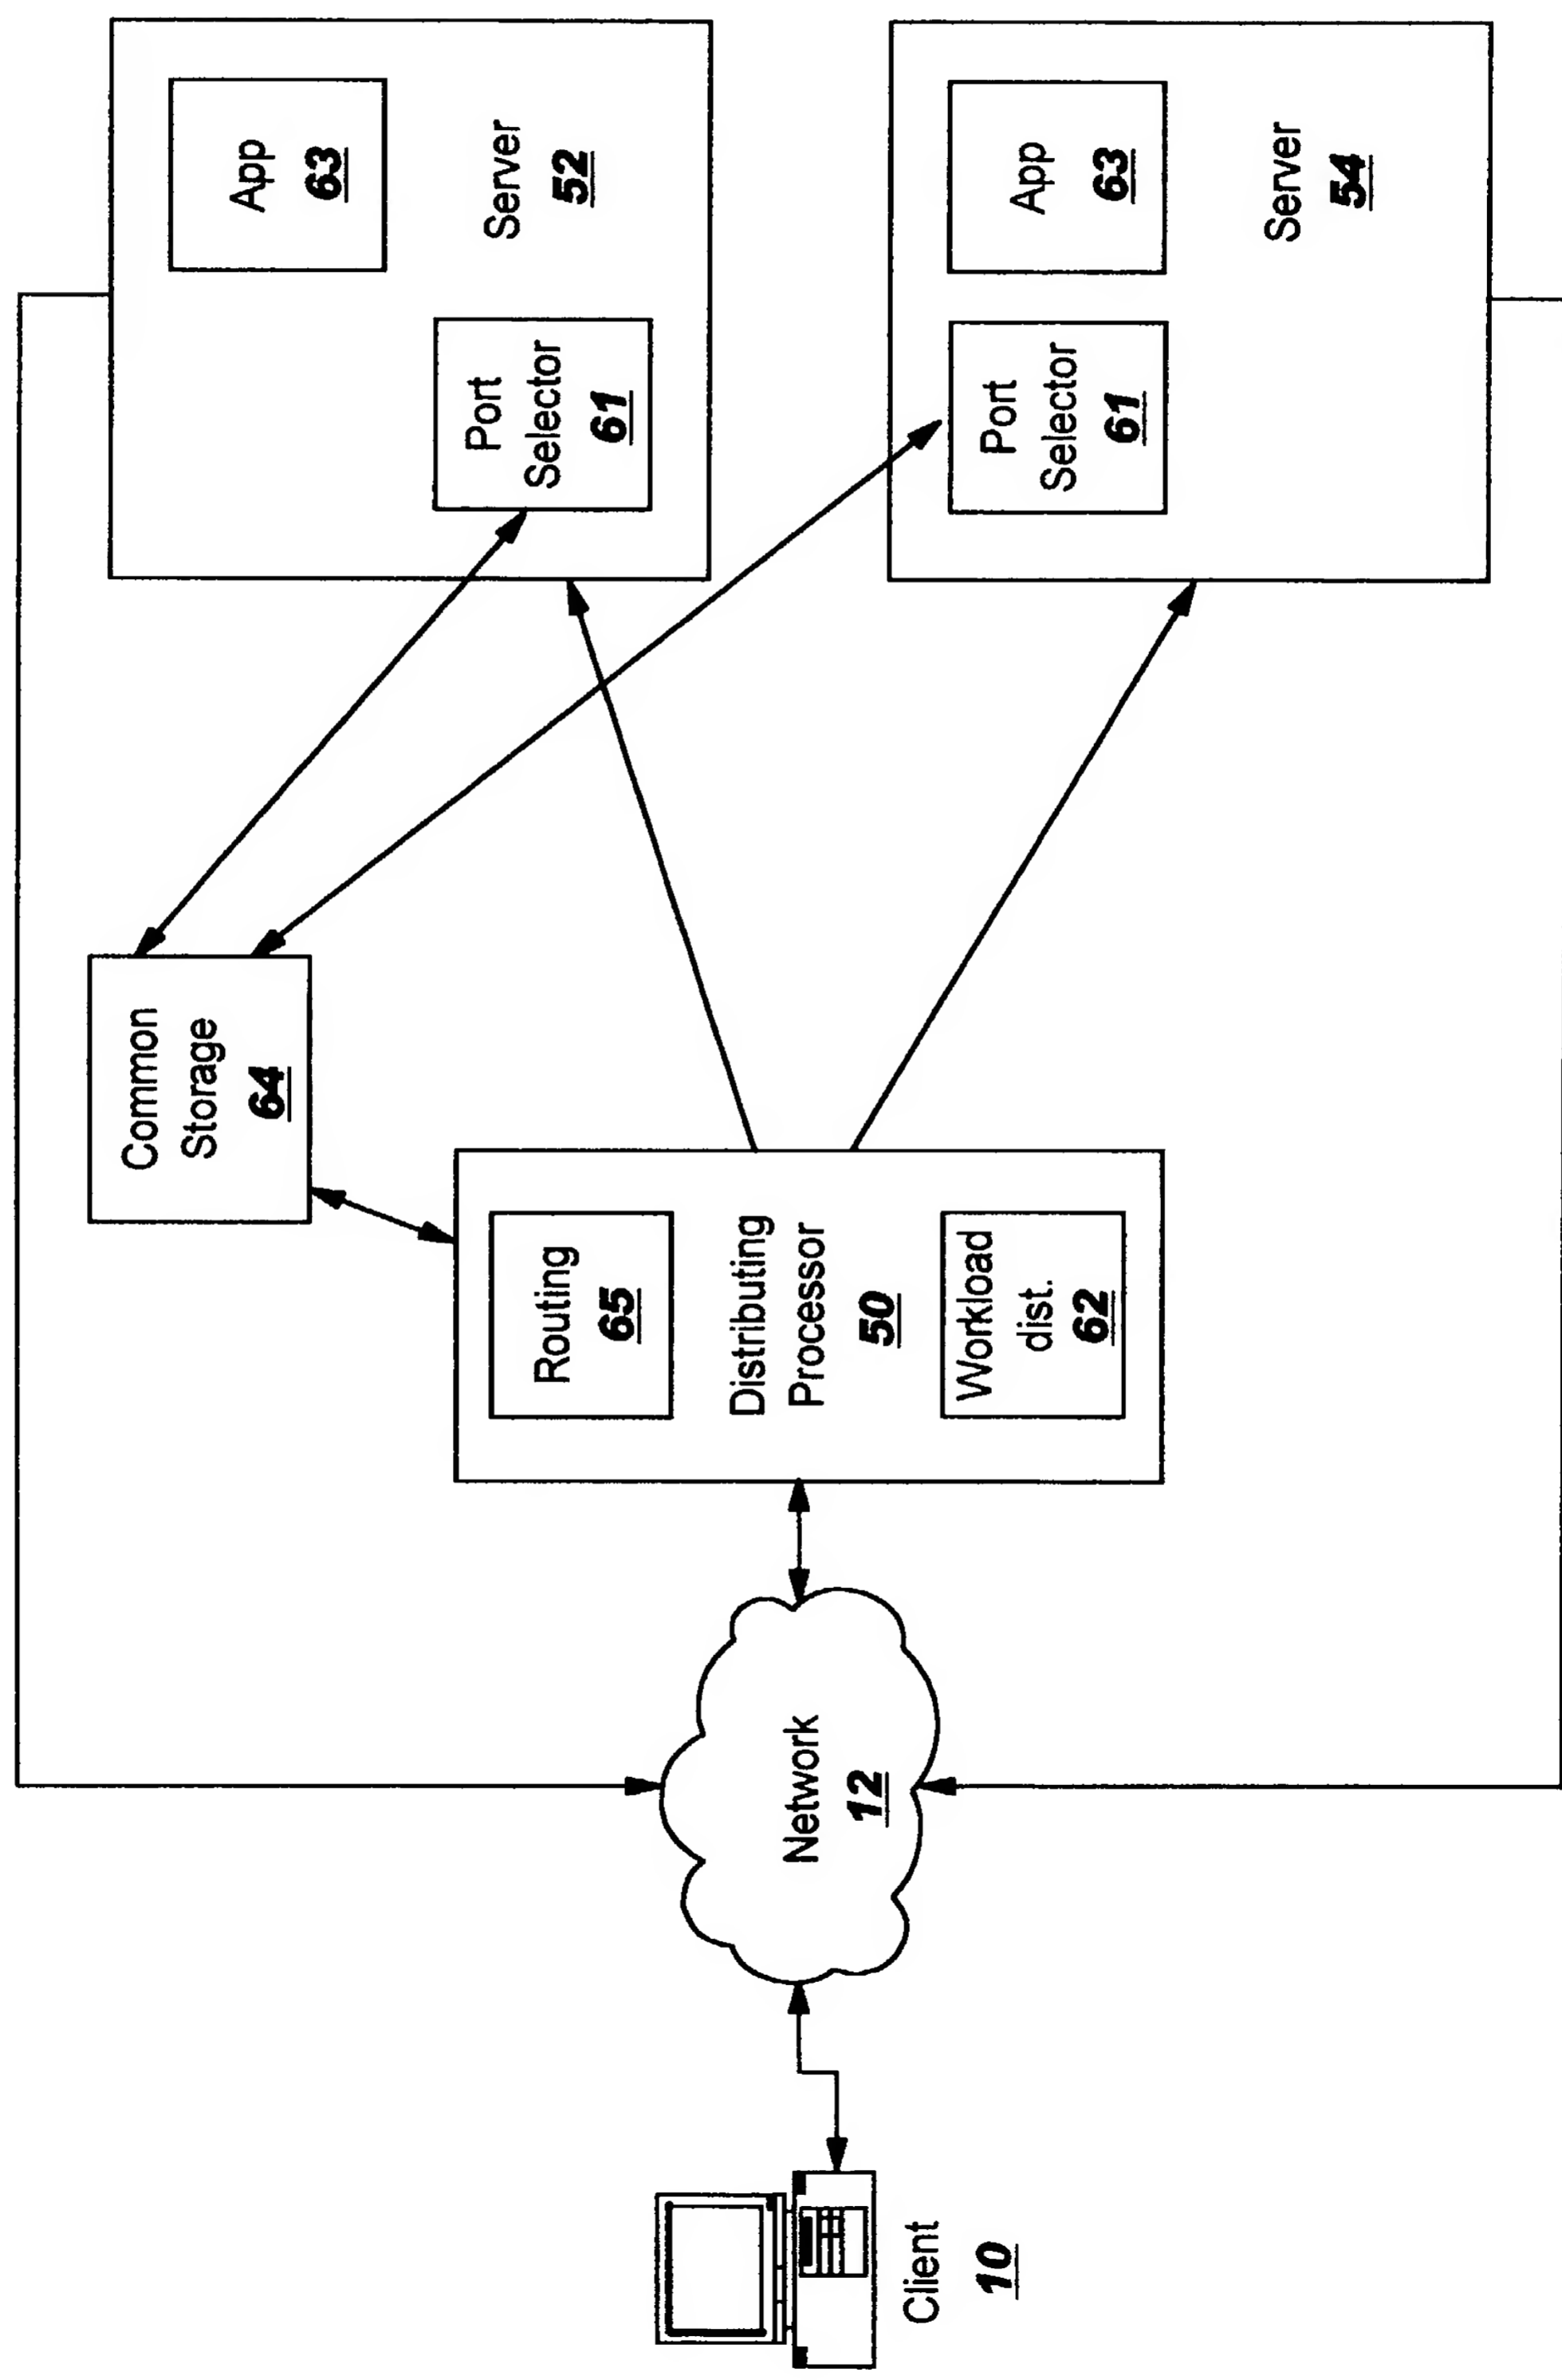 Client
10
Network
12
Routing
65
Distributing
Processor
50
Workload
dist.
62
Common
Storage
64
Port
Selector
61
App
63
Server
52
Port
Selector
61
App
63
Server
54